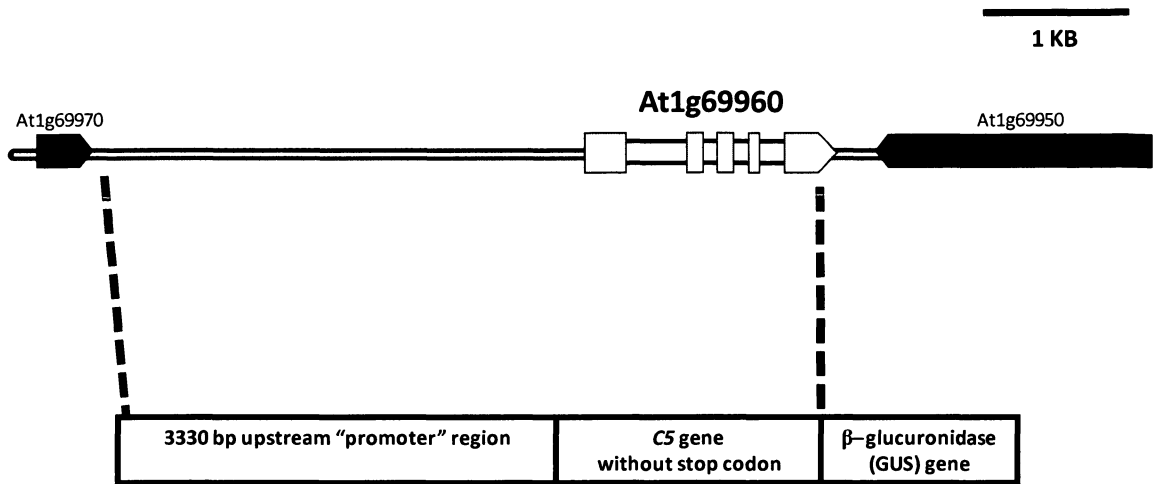 1 KB
At1g69970
At1g69960
At1g69950
3330 bp upstream “promoter” region
C5 gene
without stop codon
β–glucuronidase
(GUS) gene